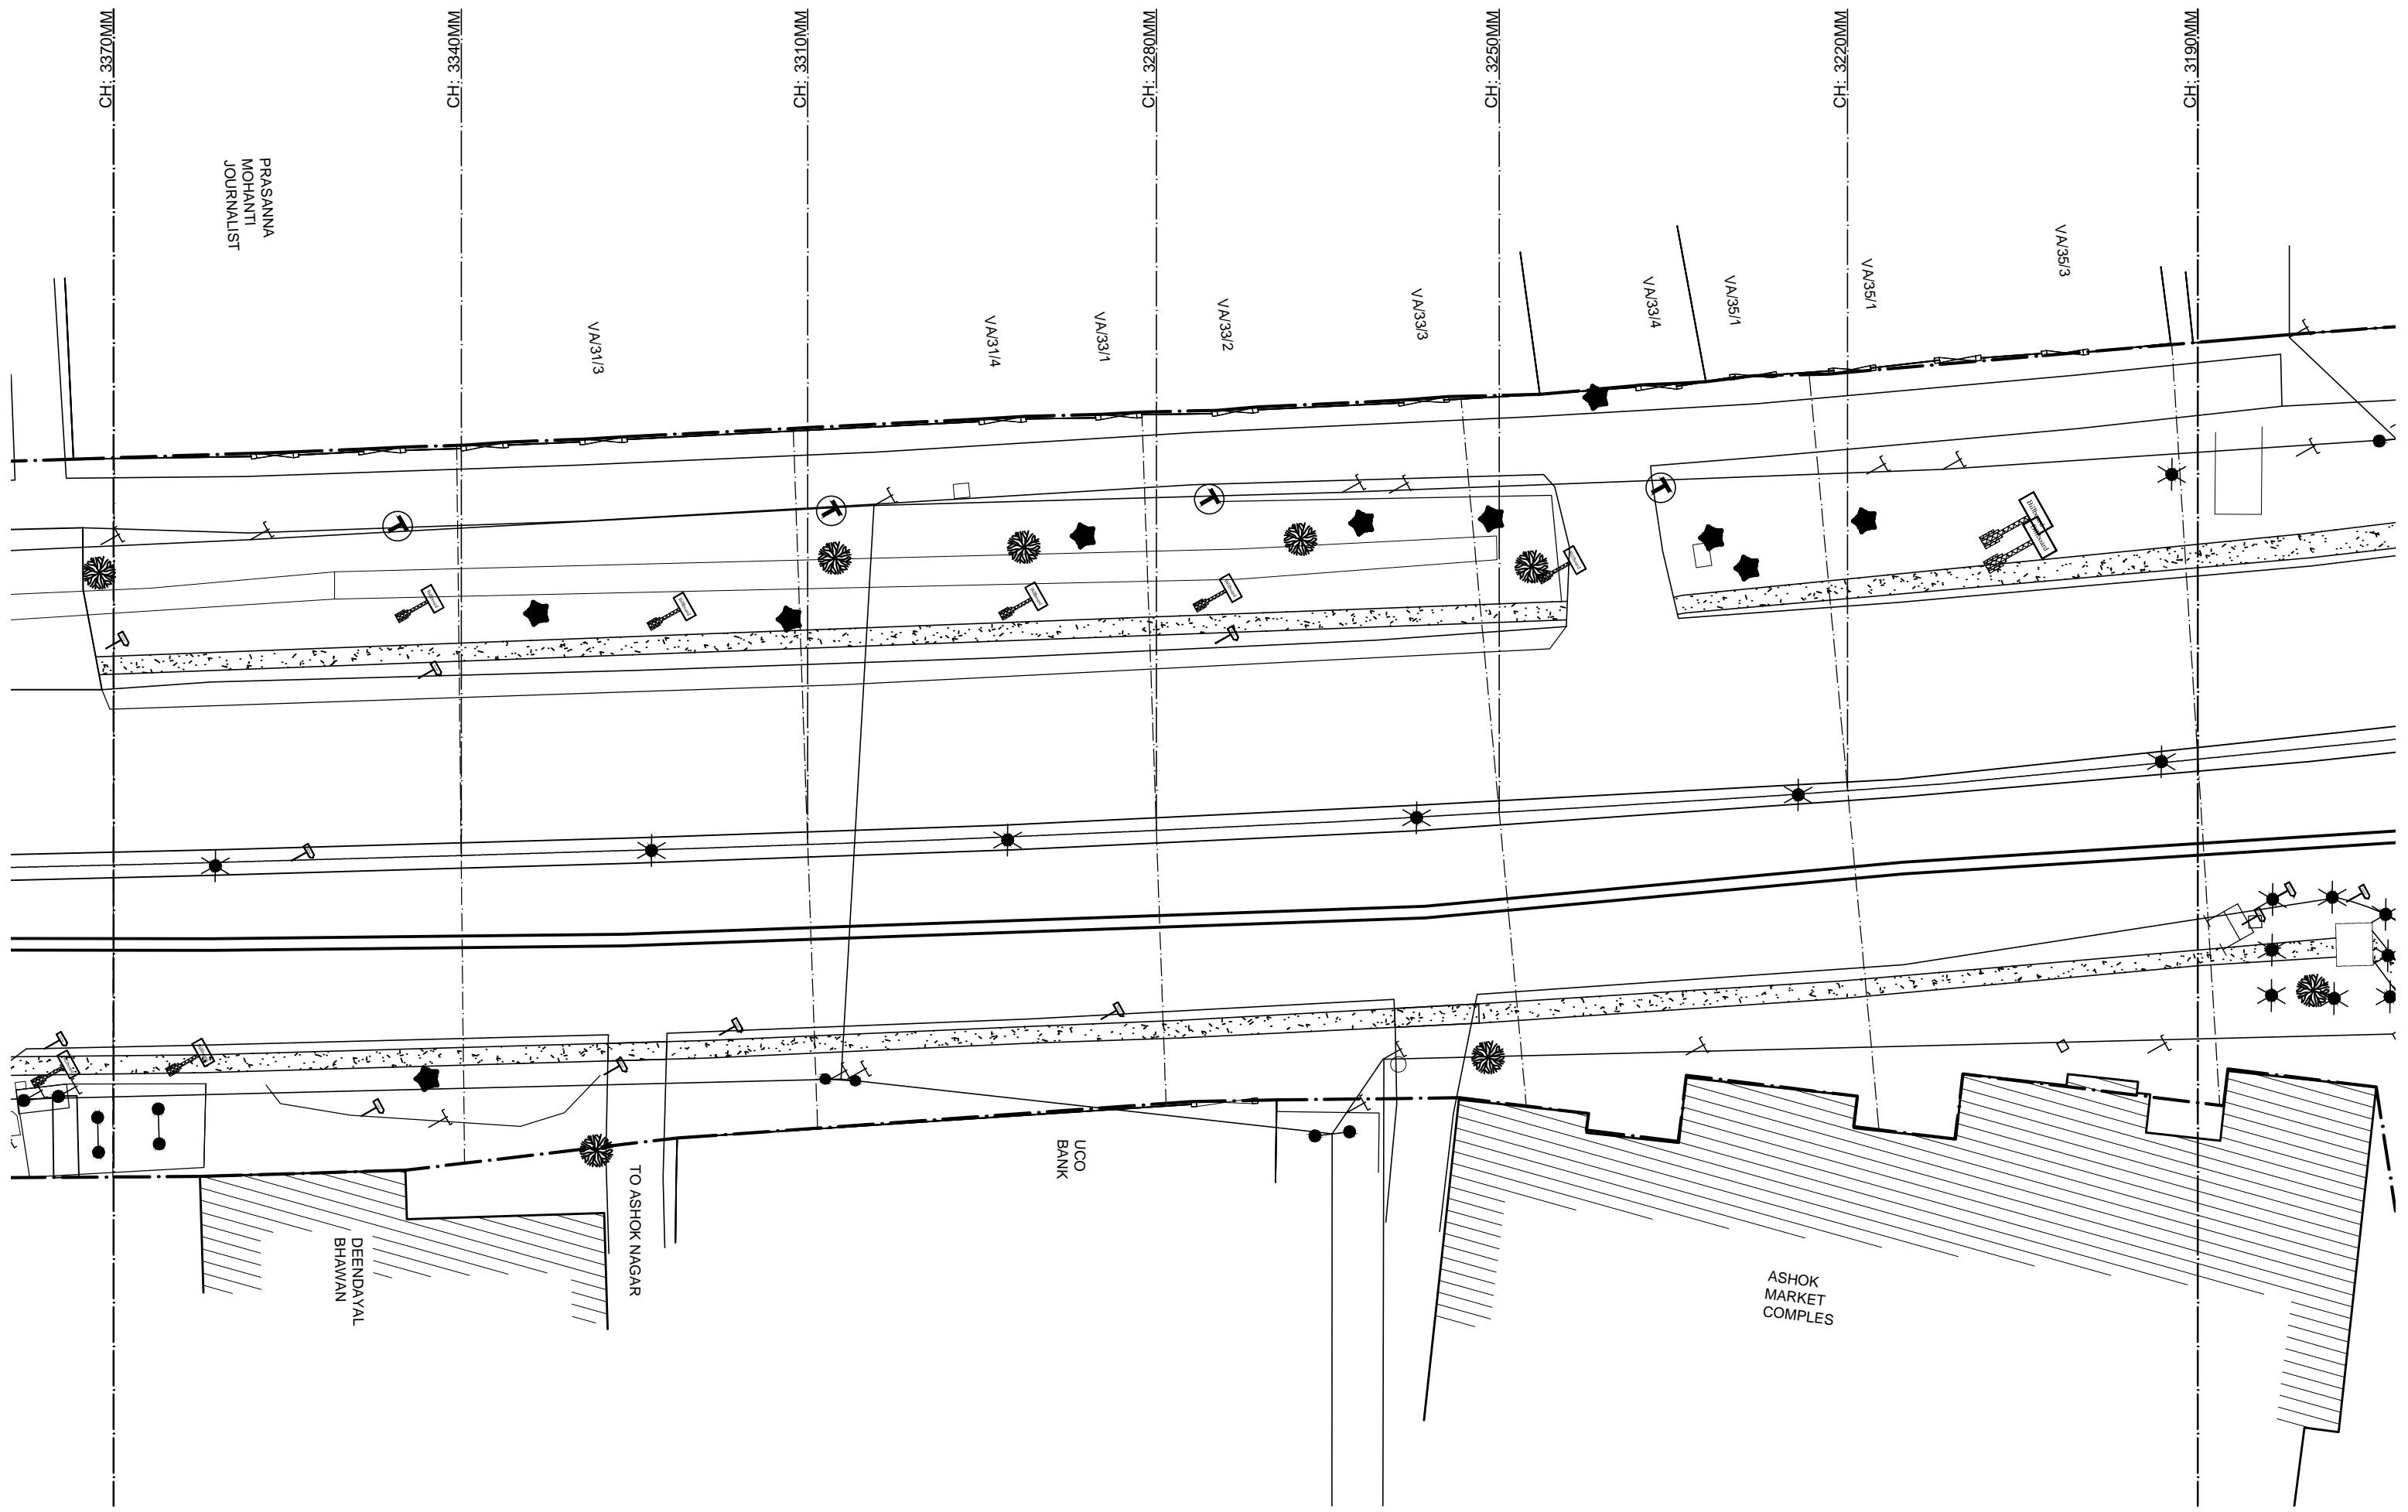 CH: 3370MM
CH: 3340MM
CH: 3310MM
CH: 3280MM
CH: 3250MM
CH: 3220MM
CH: 3190MM
PRASANNA
MOHANTI
JOURNALIST
VA/31/3
VA/31/4
VA/33/1
VA/33/2
VA/33/3
VA/33/4
VA/35/1
VA/35/1
VA/35/3
DEENDAYAL
BHAWAN
TO ASHOK NAGAR
UCO
BANK
ASHOK
MARKET
COMPLES